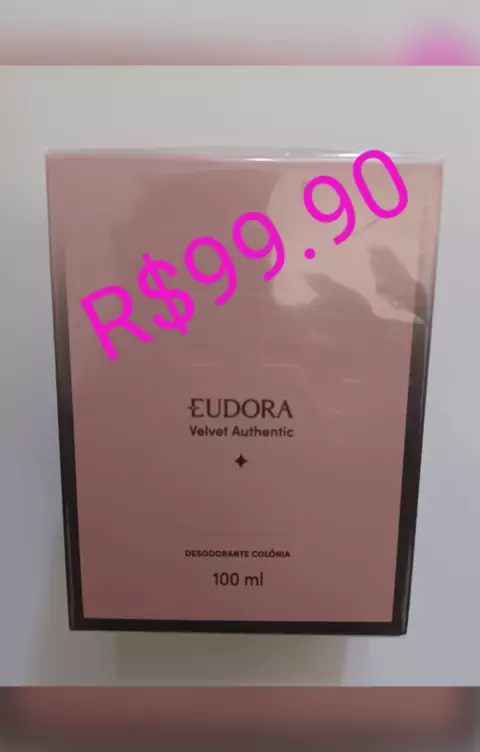 R$99.90
EUDORA
Velvet Authentic
DESODORANTE COLÔNIA
100 ml